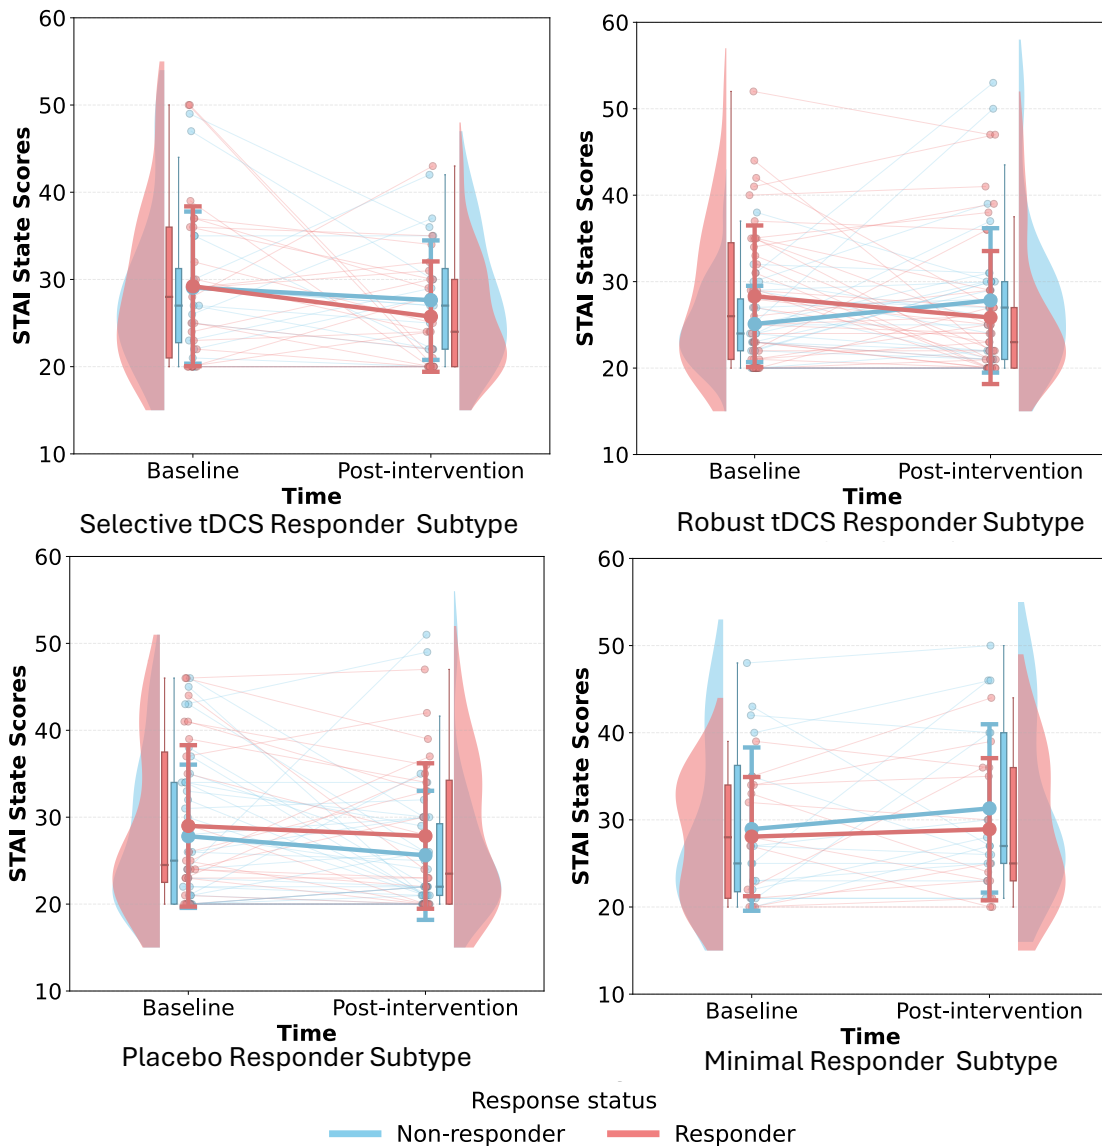 60
50
40
30
20
10
STAI State Scores
Baseline
Post-intervention
Time
Selective tDCS Responder Subtype
60
50
40
30
20
10
STAI State Scores
Baseline
Post-intervention
Time
Robust tDCS Responder Subtype
60
50
40
30
20
10
STAI State Scores
Baseline
Post-intervention
Time
Placebo Responder Subtype
60
50
40
30
20
10
STAI State Scores
Baseline
Post-intervention
Time
Minimal Responder Subtype
Response status
Non-responder
Responder